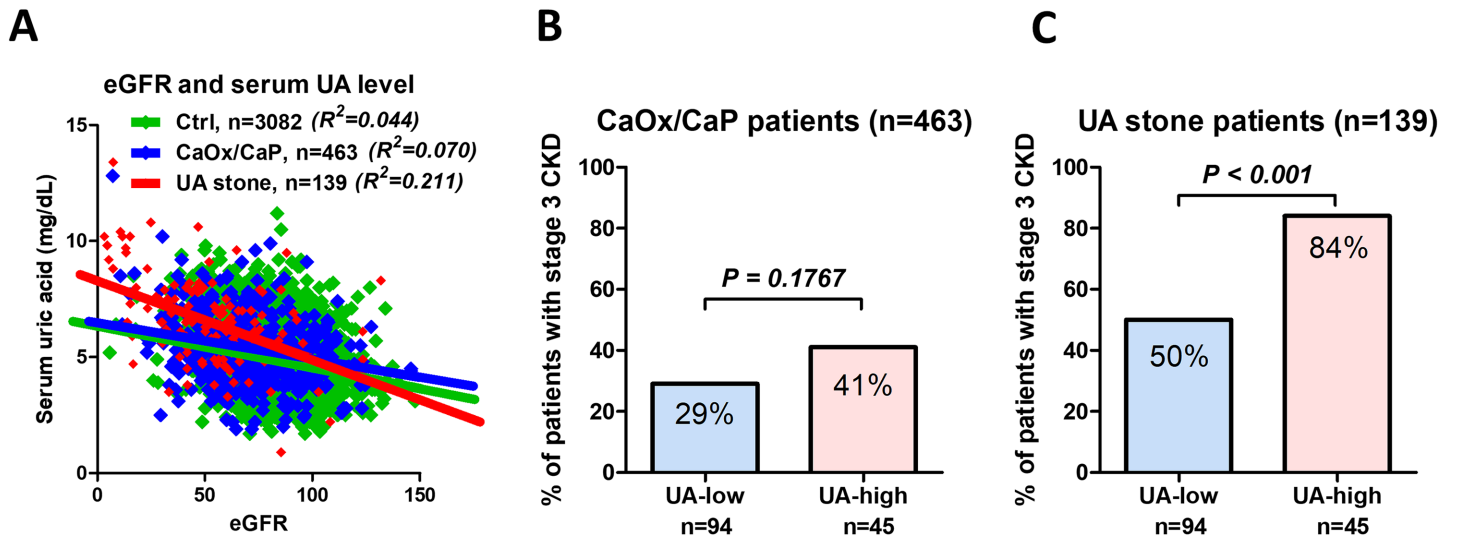 A
eGFR and serum UA level
Ctrl, n=3082 (R²=0.044)
CaOx/CaP, n=463 (R²=0.070)
UA stone, n=139 (R²=0.211)
Serum uric acid (mg/dL)
15
10
5
0
0 50 100 150
eGFR
B
CaOx/CaP patients (n=463)
% of patients with stage 3 CKD
100
80
60
40
20
0
P = 0.1767
29%
41%
UA-low UA-high
n=94 n=45
C
UA stone patients (n=139)
% of patients with stage 3 CKD
100
80
60
40
20
0
P < 0.001
50%
84%
UA-low UA-high
n=94 n=45